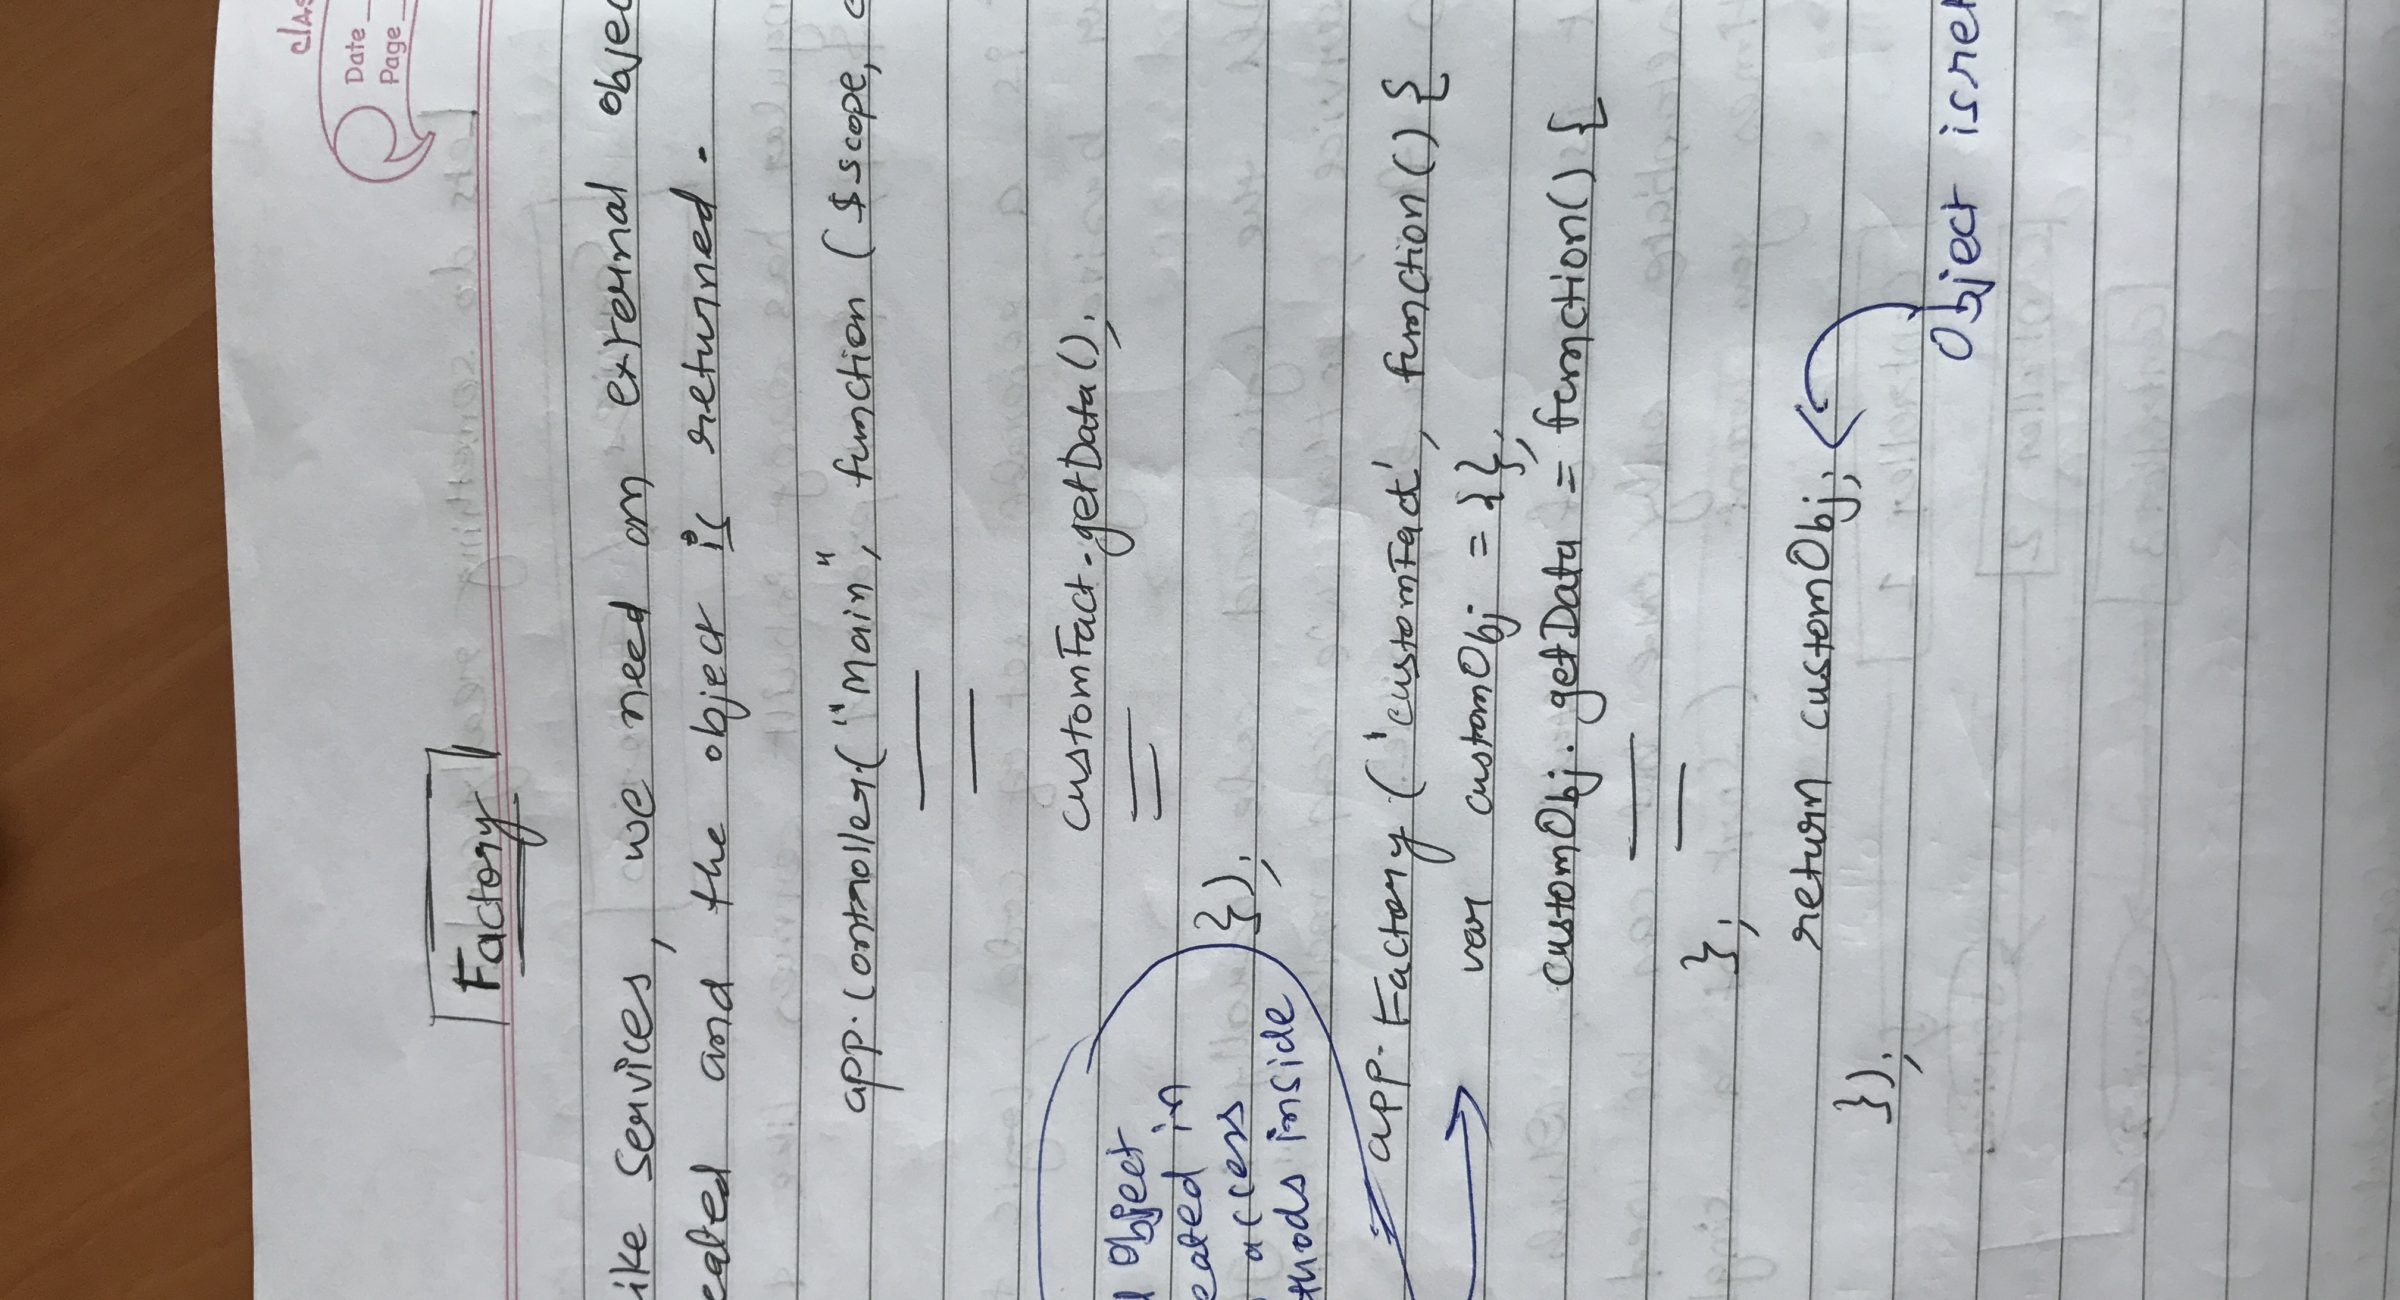 clas
Date
Page
Factory
ike Services, we need an external objec
eated and the object is returned.
app.controller("Main", function ($scope, c
customFact.getData();
});
Object
eated in
access
thods inside
app.Factory('customFact', function() {
var customObj = {};
customObj.getData = function() {
};
return customObj;
});
Object is ret